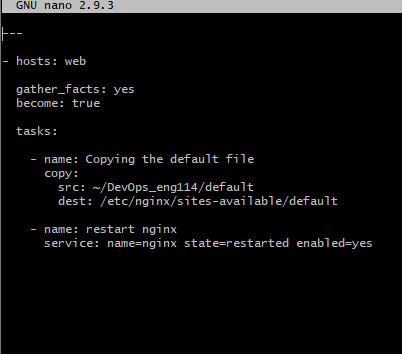 GNU nano 2.9.3
---
- hosts: web
gather_facts: yes
become: true
tasks:
- name: Copying the default file
copy:
src: ~/DevOps_eng114/default
dest: /etc/nginx/sites-available/default
- name: restart nginx
service: name=nginx state=restarted enabled=yes